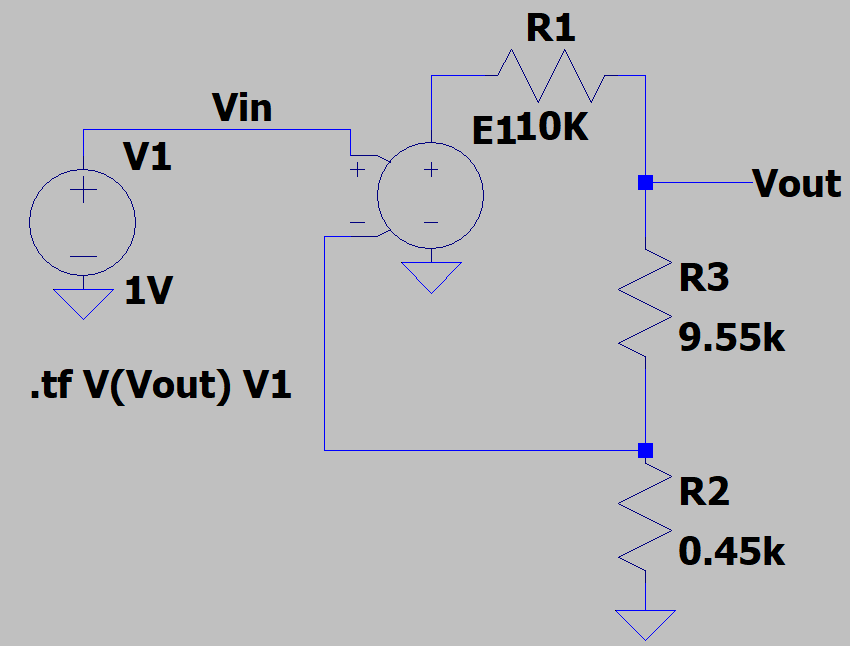 R1
Vin
E1 10K
V1
Vout
R3
1V
9.55k
.tf V(Vout) V1
R2
0.45k